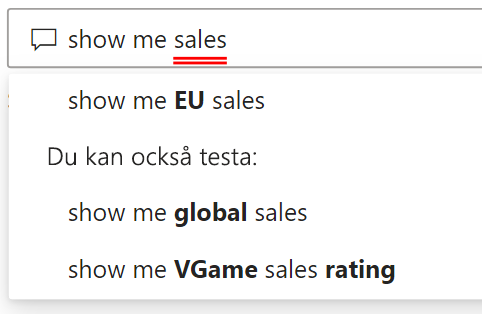 show me sales
show me EU sales
Du kan också testa:
show me global sales
show me VGame sales rating